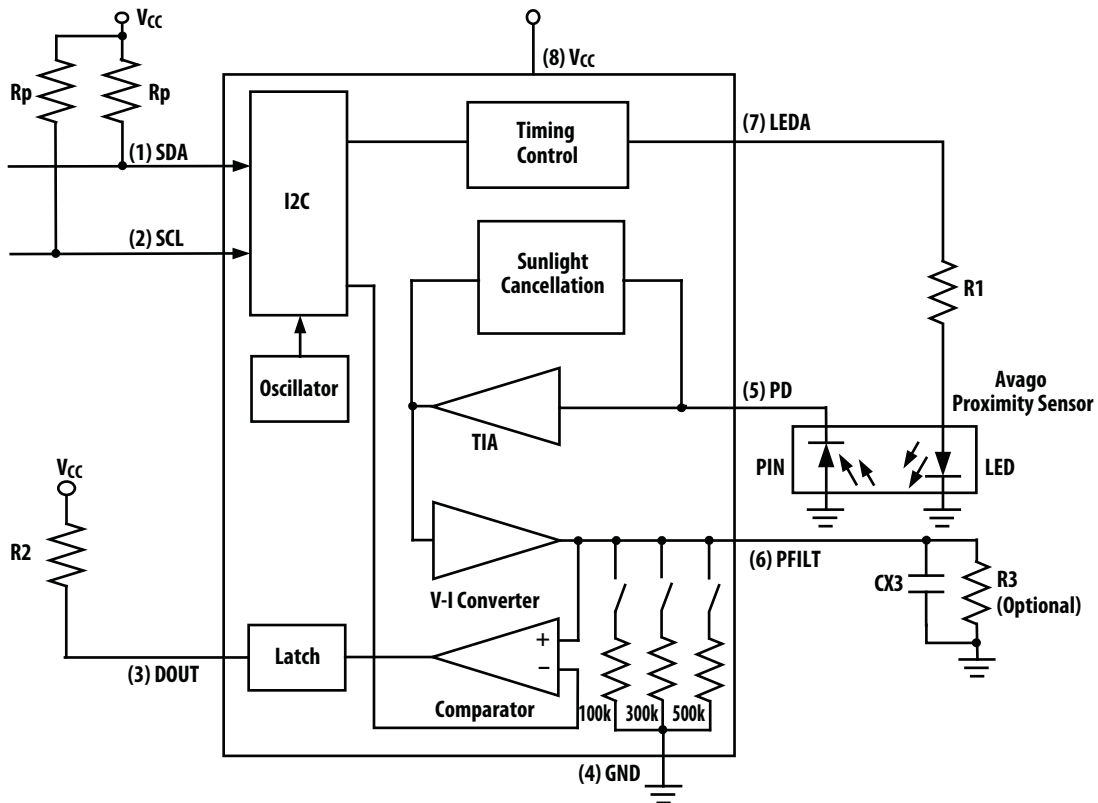 VCC
(8) VCC
Rp
Rp
Timing
Control
(7) LEDA
(1) SDA
I2C
(2) SCL
Sunlight
Cancellation
R1
Oscillator
(5) PD
Avago
Proximity Sensor
TIA
PIN
LED
VCC
R2
(6) PFILT
CX3
R3
(Optional)
V-I Converter
+
Latch
–
(3) DOUT
Comparator
100k
300k
500k
(4) GND